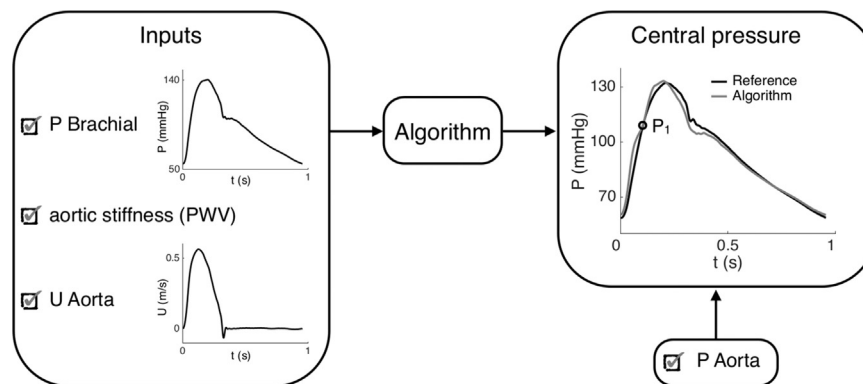 Inputs
P Brachial
P (mmHg)
140
50
0
1
t (s)
aortic stiffness (PWV)
U Aorta
U (m/s)
0.5
0
0
1
t (s)
Algorithm
Central pressure
P (mmHg)
130
100
70
Reference
Algorithm
P1
0
0.5
1
t (s)
P Aorta